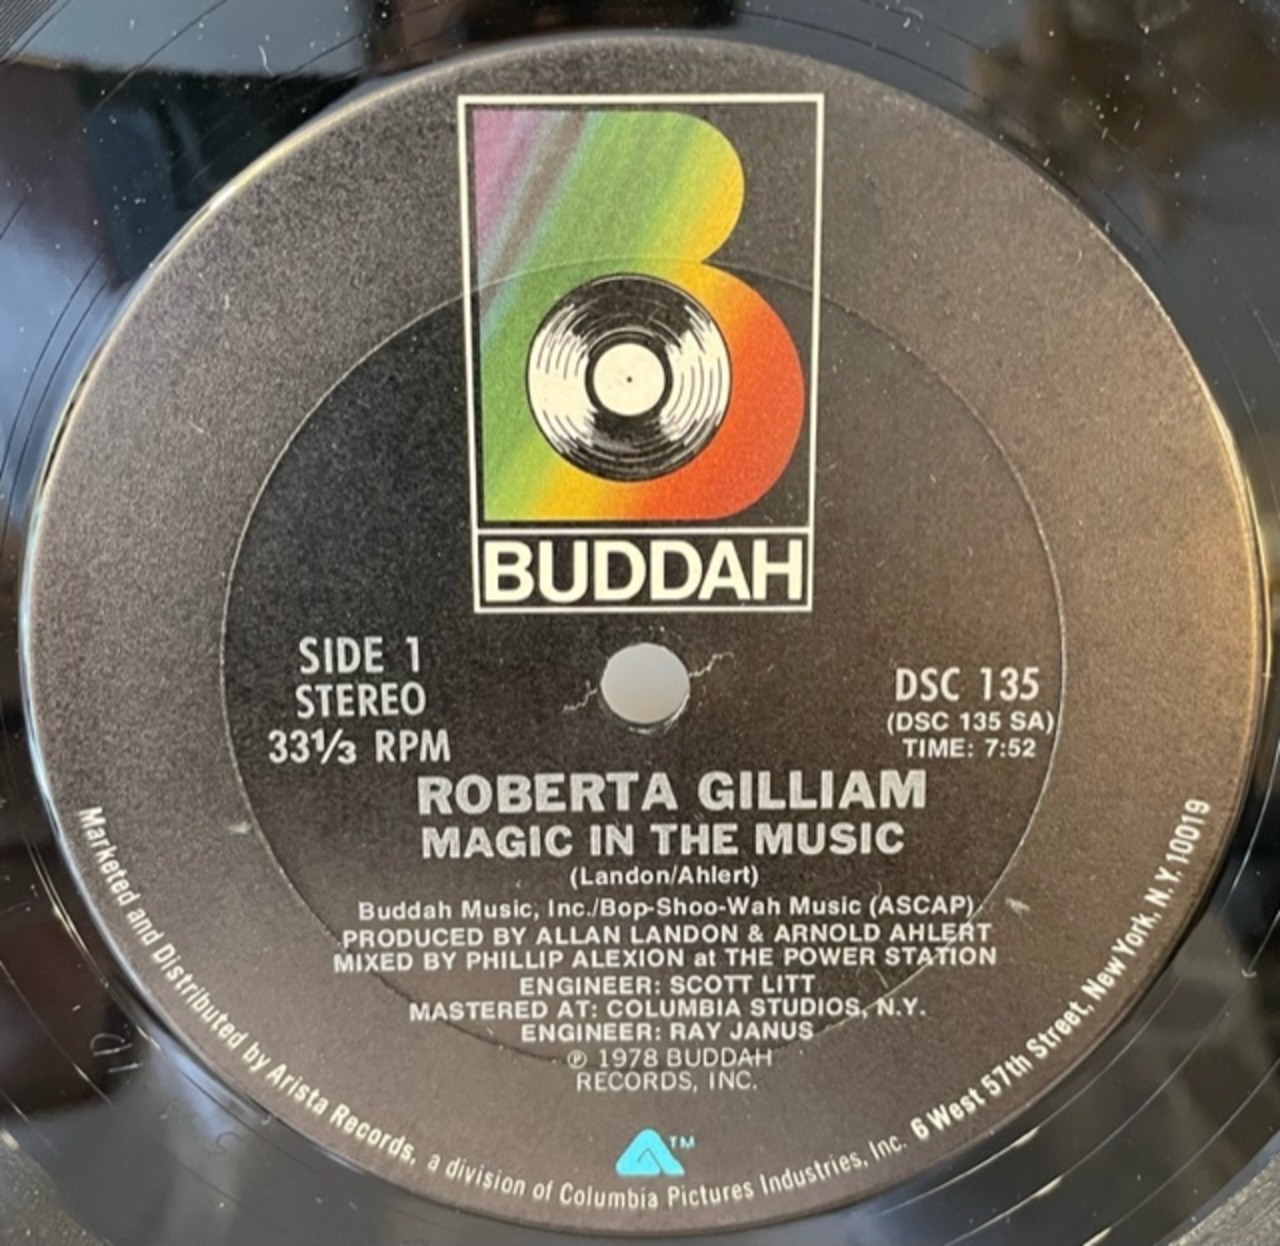 BUDDAH
SIDE 1
STEREO
33⅓ RPM
DSC 135
(DSC 135 SA)
TIME: 7:52
ROBERTA GILLIAM
MAGIC IN THE MUSIC
(Landon/Ahlert)
Buddah Music, Inc./Bop-Shoo-Wah Music (ASCAP)
PRODUCED BY ALLAN LANDON & ARNOLD AHLERT
MIXED BY PHILLIP ALEXION at THE POWER STATION
ENGINEER: SCOTT LITT
MASTERED AT: COLUMBIA STUDIOS, N.Y.
ENGINEER: RAY JANUS
℗ 1978 BUDDAH
RECORDS, INC.
TM
Marketed and Distributed by Arista Records, a division of Columbia Pictures Industries, Inc. 6 West 57th Street, New York, N.Y. 10019